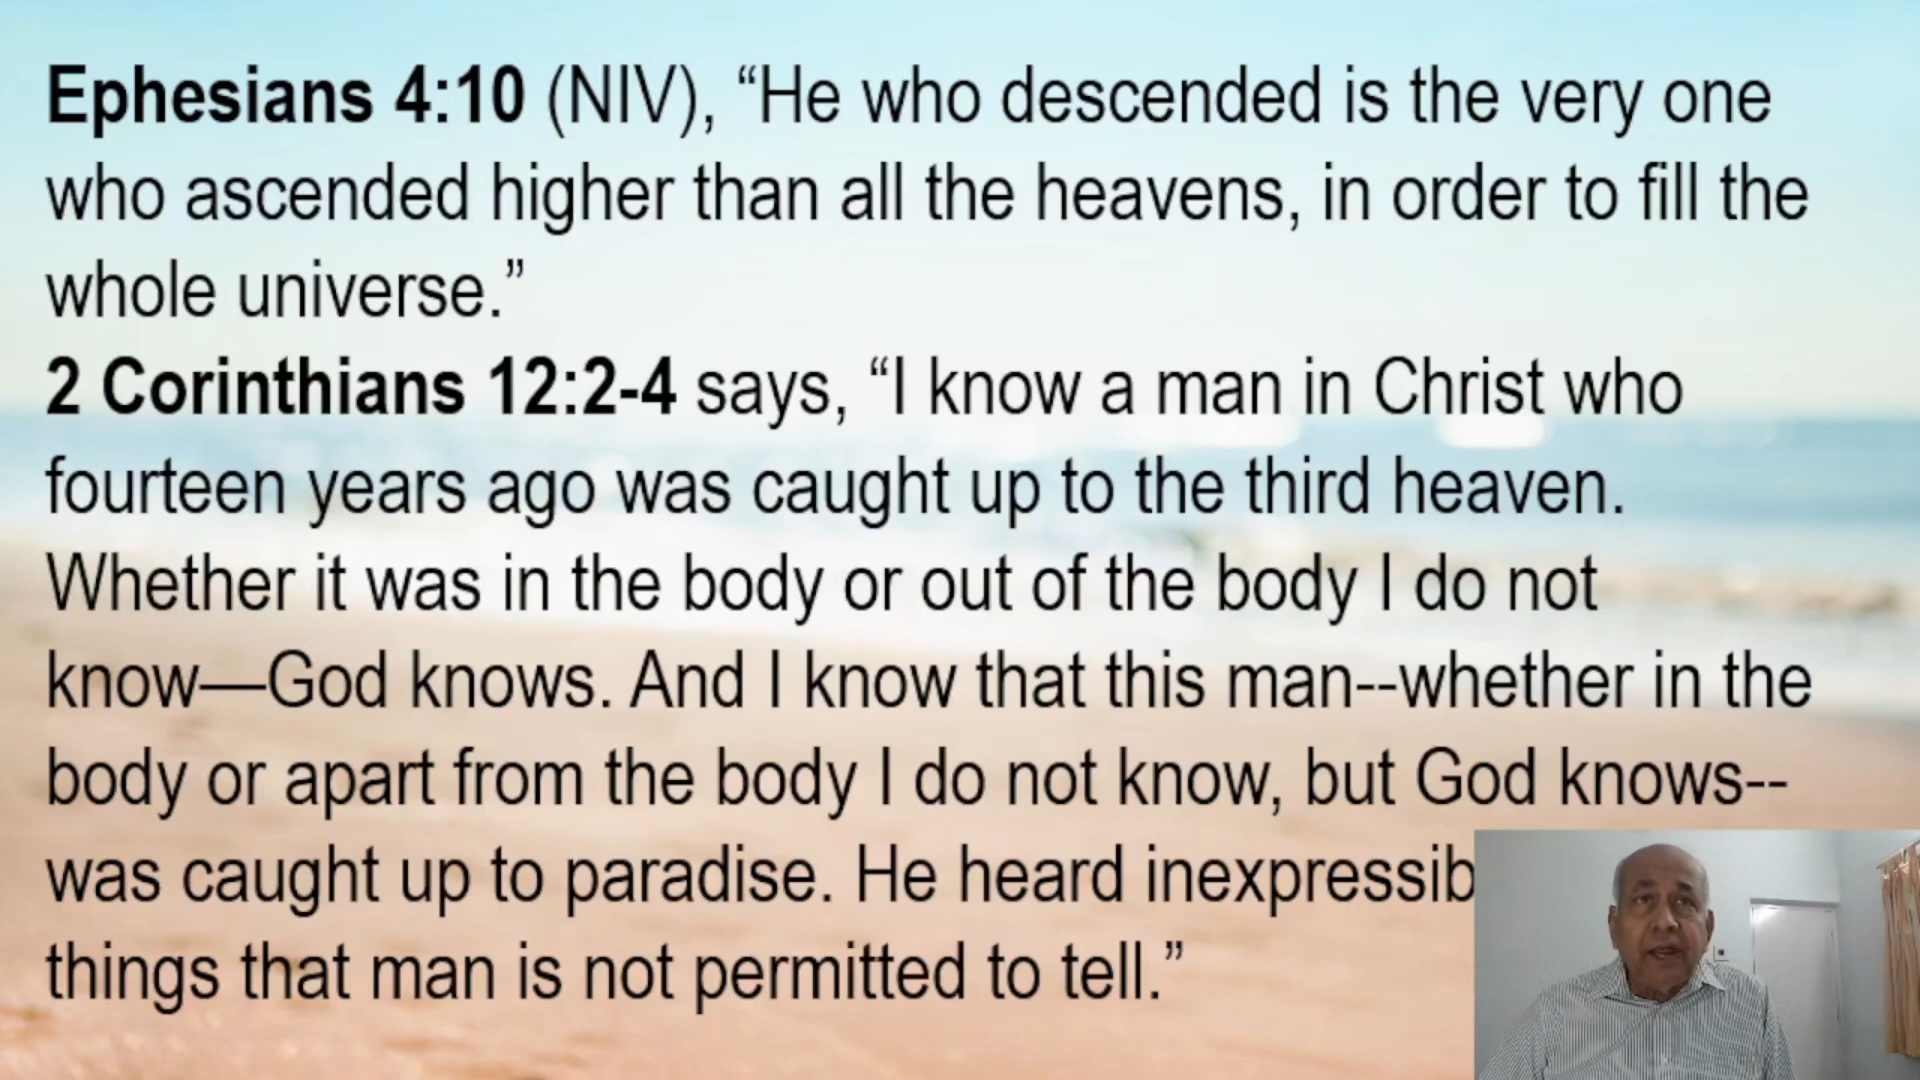 Ephesians 4:10 (NIV), “He who descended is the very one
who ascended higher than all the heavens, in order to fill the
whole universe.”
2 Corinthians 12:2-4 says, “I know a man in Christ who
fourteen years ago was caught up to the third heaven.
Whether it was in the body or out of the body I do not
know—God knows. And I know that this man--whether in the
body or apart from the body I do not know, but God knows--
was caught up to paradise. He heard
things that man is not permitted to tell.”